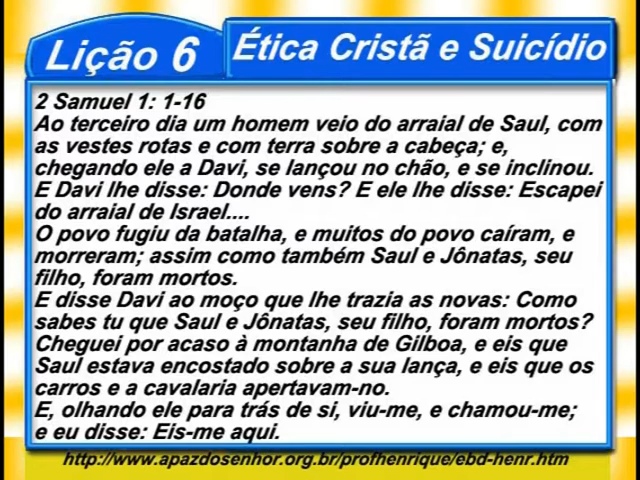 Lição 6
Ética Cristã e Suicídio
2 Samuel 1: 1-16
Ao terceiro dia um homem veio do arraial de Saul, com
as vestes rotas e com terra sobre a cabeça; e,
chegando ele a Davi, se lançou no chão, e se inclinou.
E Davi lhe disse: Donde vens? E ele lhe disse: Escapei
do arraial de Israel....
O povo fugiu da batalha, e muitos do povo caíram, e
morreram; assim como também Saul e Jônatas, seu
filho, foram mortos.
E disse Davi ao moço que lhe trazia as novas: Como
sabes tu que Saul e Jônatas, seu filho, foram mortos?
Cheguei por acaso à montanha de Gilboa, e eis que
Saul estava encostado sobre a sua lança, e eis que os
carros e a cavalaria apertavam-no.
E, olhando ele para trás de si, viu-me, e chamou-me;
e eu disse: Eis-me aqui.
http://www.apazdosenhor.org.br/profhenrique/ebd-henr.htm